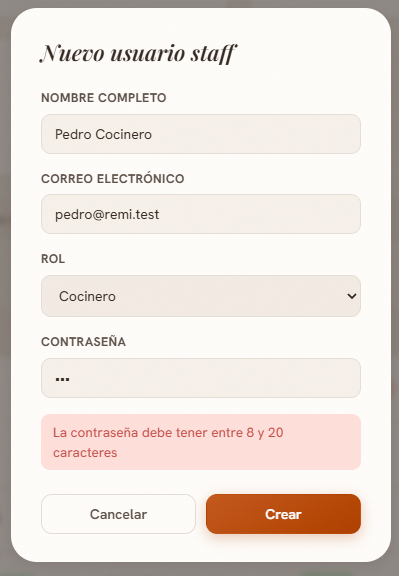 Nuevo usuario staff
NOMBRE COMPLETO
Pedro Cocinero
CORREO ELECTRÓNICO
pedro@remi.test
ROL
Cocinero
CONTRASEÑA
•••
La contraseña debe tener entre 8 y 20
caracteres
Cancelar
Crear